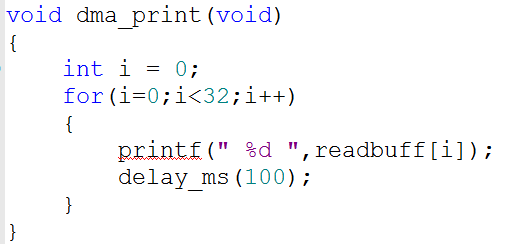 void dma_print(void)
{
    int i = 0;
    for(i=0;i<32;i++)
    {
        printf(" %d ",readbuff[i]);
        delay_ms(100);
    }
}